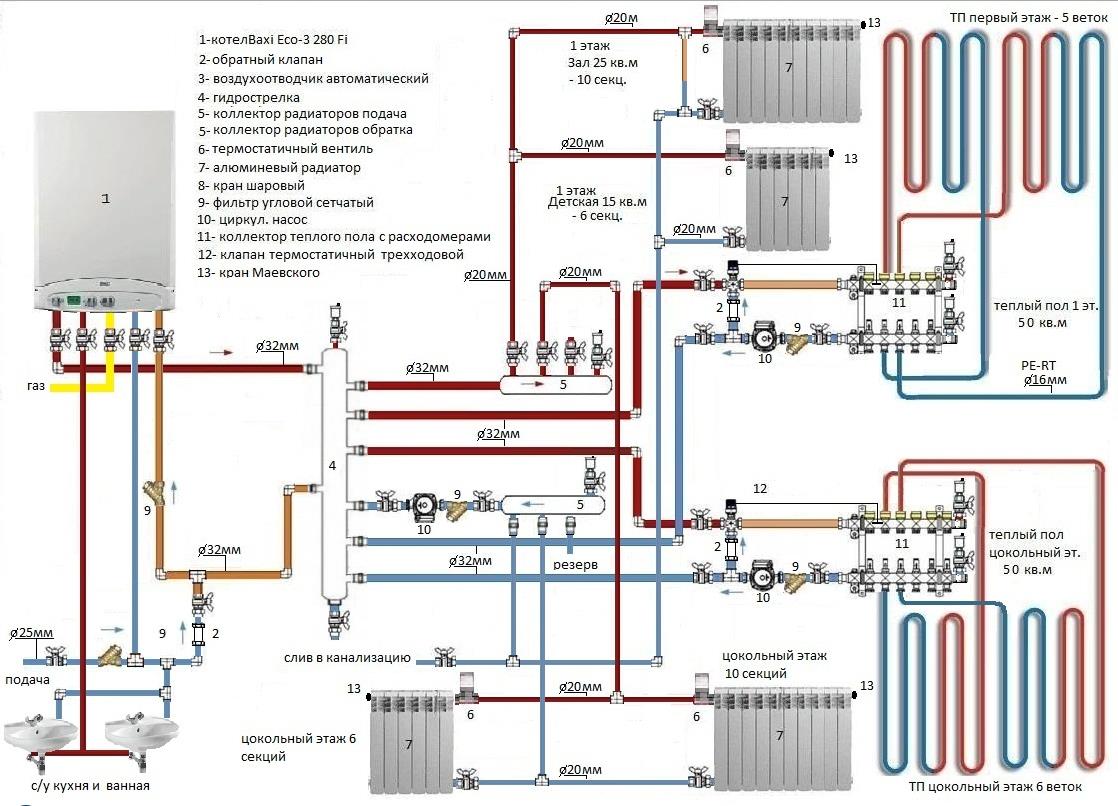 1-котелBaxi Eco-3 280 Fi
2-обратный клапан
3- воздухоотводчик автоматический
4- гидрострелка
5- коллектор радиаторов подача
5- коллектор радиаторов обратка
6- термостатичный вентиль
7- алюминевый радиатор
8- кран шаровый
9- фильтр угловой сетчатый
10- циркул. насос
11- коллектор теплого пола с расходомерами
12- клапан термостатичный трехходовой
13- кран Маевского
1
газ
ø32мм
9
ø32мм
ø25мм
9
2
подача
с/у кухня и ванная
4
ø20м
6
7
13
1 этаж
Зал 25 кв.м
- 10 секц.
ø20мм
6
7
13
1 этаж
Детская 15 кв.м
- 6 секц.
ø20мм
ø20мм
ø20мм
ø32мм
5
ø32мм
10
9
5
резерв
ø32мм
слив в канализацию
ТП первый этаж - 5 веток
2
10
9
11
теплый пол 1 эт.
50 кв.м
PE-RT
ø16мм
12
2
10
9
11
теплый пол
цокольный эт.
50 кв.м
ТП цокольный этаж 6 веток
цокольный этаж
10 секций
13
6
7
ø20мм
6
7
13
цокольный этаж 6
секций
ø20мм